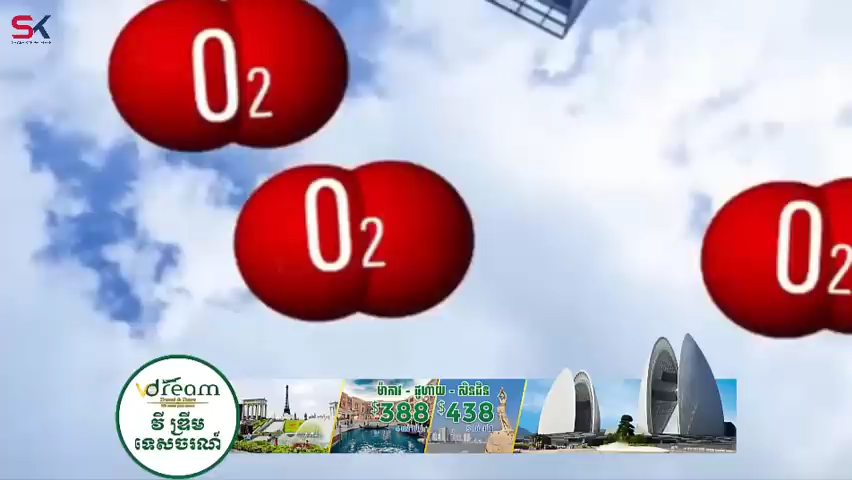 SK
O2
O2
O2
Vdream
Travel & Tours
វី ឌ្រីម
ទេសចរណ៍
ម៉ាកាវ - ជូហាយ - សិនជិន
$388 $438